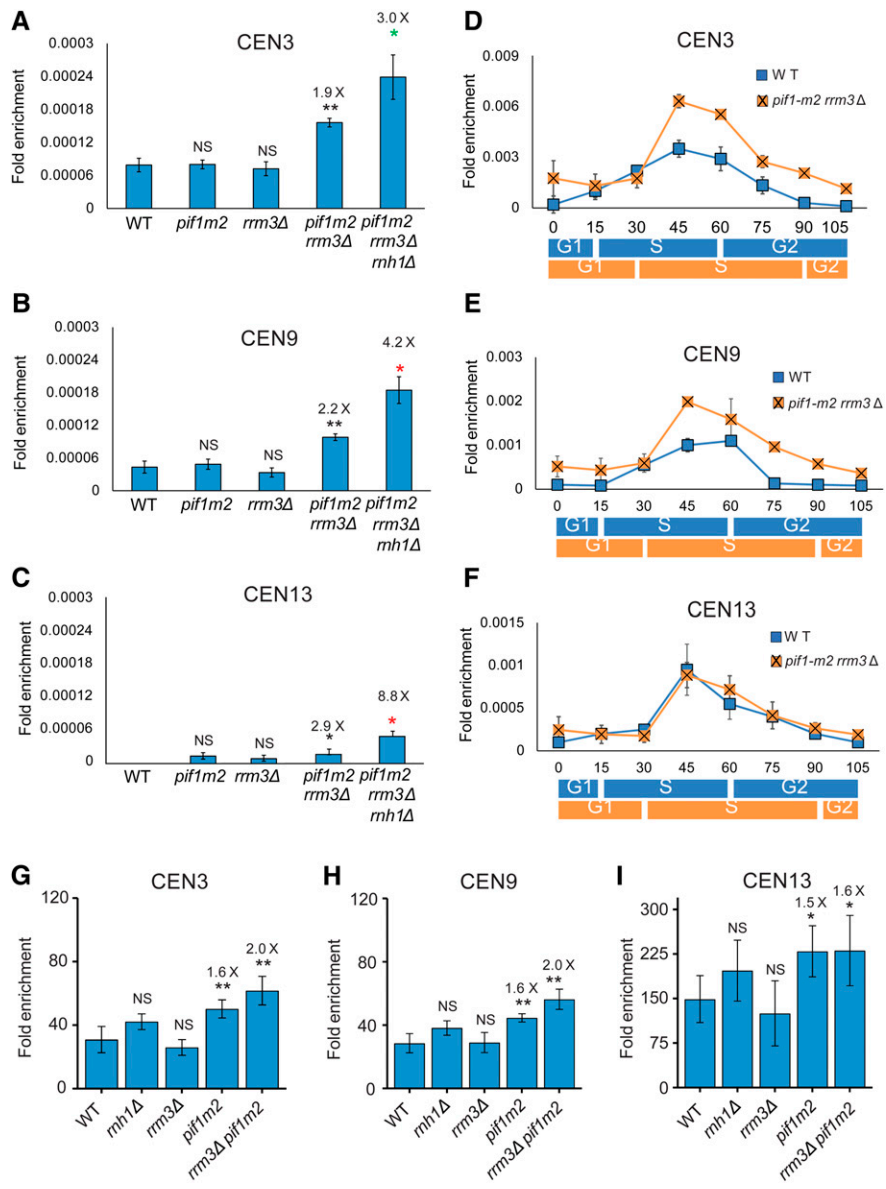 A
CEN3
Fold enrichment
0.0003
0.00024
0.00018
0.00012
0.00006
0
NS
NS
1.9 X
**
3.0 X
*
WT
pif1m2
rrm3Δ
pif1m2
rrm3Δ
pif1m2
rrm3Δ
rnh1Δ
D
CEN3
Fold enrichment
0.009
0.006
0.003
0
W T
pif1-m2 rrm3 Δ
0 15 30 45 60 75 90 105
G1 S G2
G1 S G2
B
CEN9
Fold enrichment
0.0003
0.00024
0.00018
0.00012
0.00006
0
NS
NS
2.2 X
**
4.2 X
*
WT
pif1m2
rrm3Δ
pif1m2
rrm3Δ
pif1m2
rrm3Δ
rnh1Δ
E
CEN9
Fold enrichment
0.003
0.002
0.001
0
WT
pif1-m2 rrm3 Δ
0 15 30 45 60 75 90 105
G1 S G2
G1 S G2
C
CEN13
Fold enrichment
0.0003
0.00024
0.00018
0.00012
0.00006
0
NS
NS
2.9 X
*
8.8 X
*
WT
pif1m2
rrm3Δ
pif1m2
rrm3Δ
pif1m2
rrm3Δ
rnh1Δ
F
CEN13
Fold enrichment
0.0015
0.001
0.0005
0
W T
pif1-m2 rrm3 Δ
0 15 30 45 60 75 90 105
G1 S G2
G1 S G2
G
CEN3
Fold enrichment
120
80
40
0
NS
NS
1.6 X
**
2.0 X
**
WT
rnh1Δ
rrm3Δ
pif1m2
rrm3Δ pif1m2
H
CEN9
Fold enrichment
120
80
40
0
NS
NS
1.6 X
**
2.0 X
**
WT
rnh1Δ
rrm3Δ
pif1m2
rrm3Δ pif1m2
I
CEN13
Fold enrichment
300
225
150
75
0
NS
NS
1.5 X
*
1.6 X
*
WT
rnh1Δ
rrm3Δ
pif1m2
rrm3Δ pif1m2